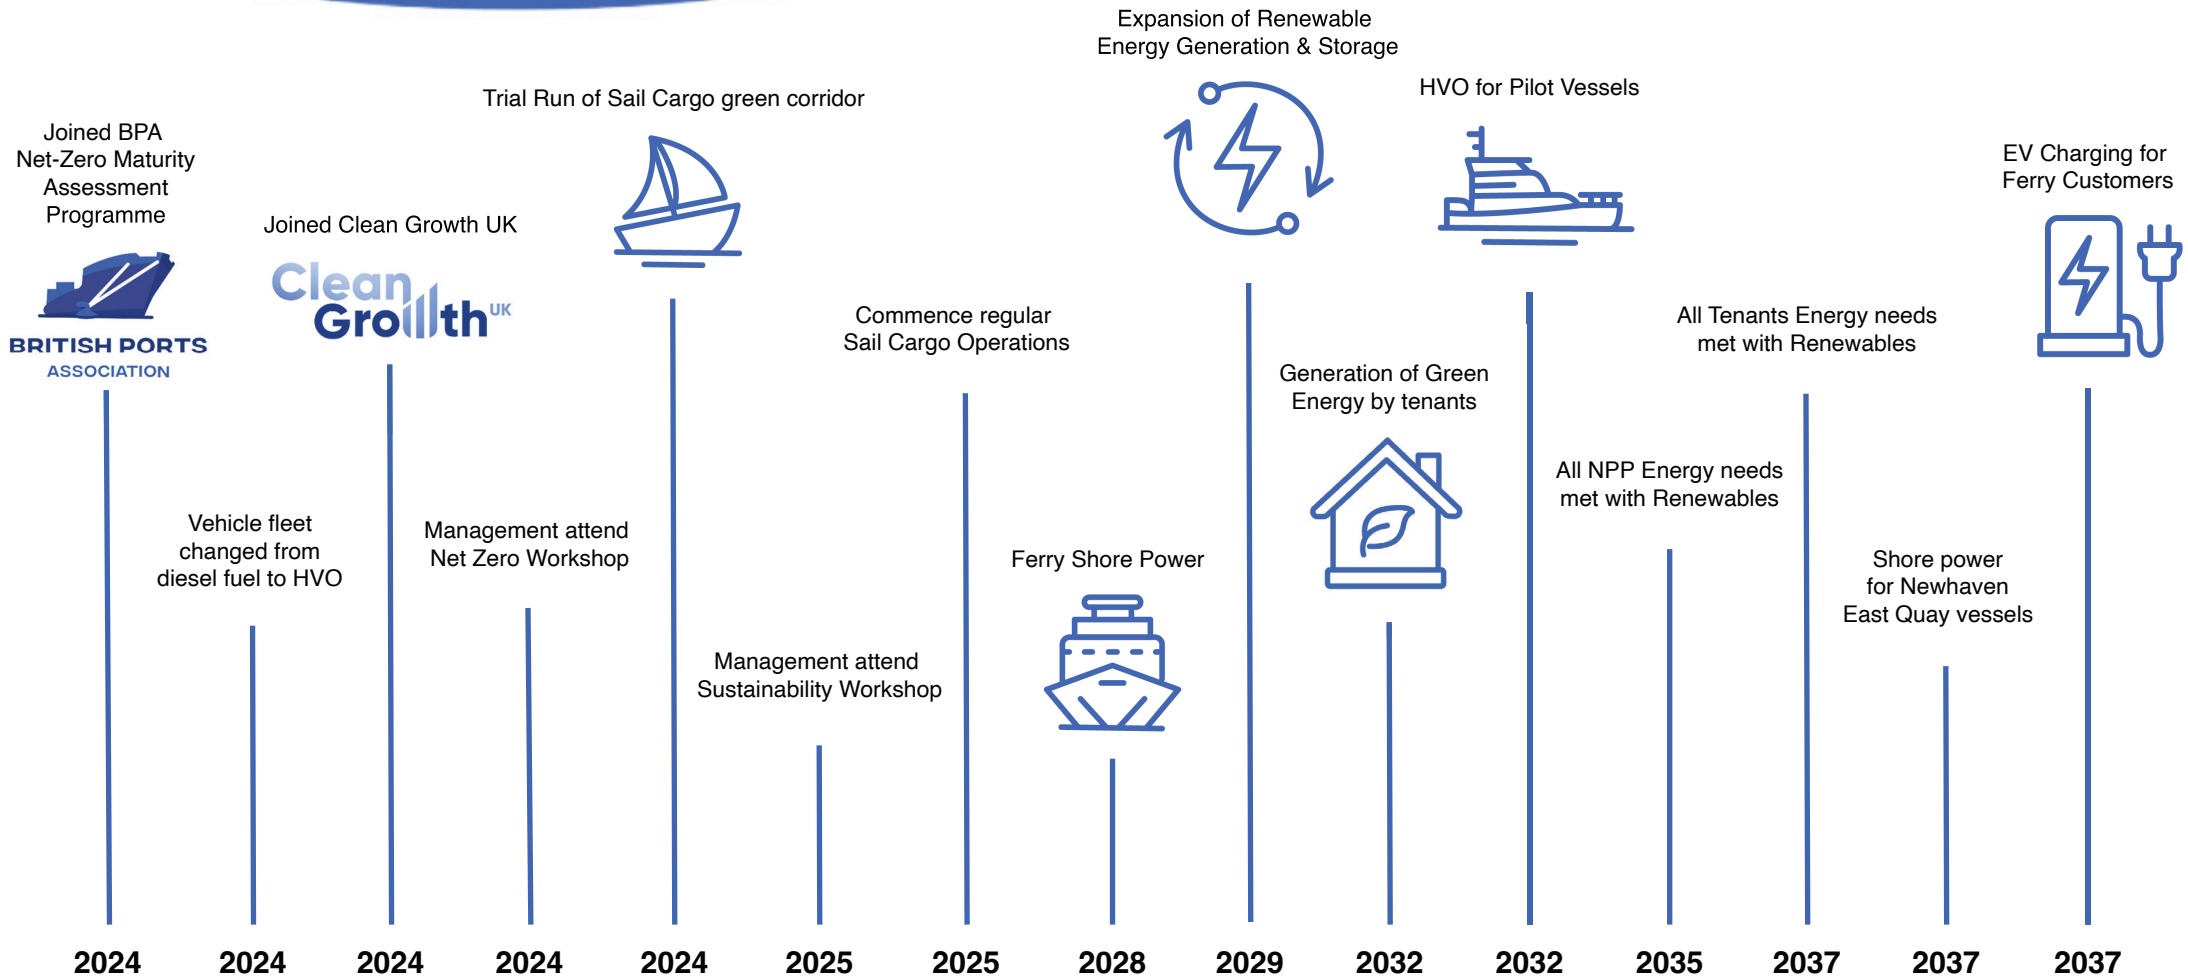 Joined BPA
Net-Zero Maturity
Assessment
Programme
BRITISH PORTS
ASSOCIATION
Vehicle fleet
changed from
diesel fuel to HVO
Joined Clean Growth UK
Clean
Growth UK
Management attend
Net Zero Workshop
Trial Run of Sail Cargo green corridor
Management attend
Sustainability Workshop
Commence regular
Sail Cargo Operations
Ferry Shore Power
Expansion of Renewable
Energy Generation & Storage
Generation of Green
Energy by tenants
HVO for Pilot Vessels
All NPP Energy needs
met with Renewables
All Tenants Energy needs
met with Renewables
Shore power
for Newhaven
East Quay vessels
EV Charging for
Ferry Customers
2024 2024 2024 2024 2024 2025 2025 2028 2029 2032 2032 2035 2037 2037 2037